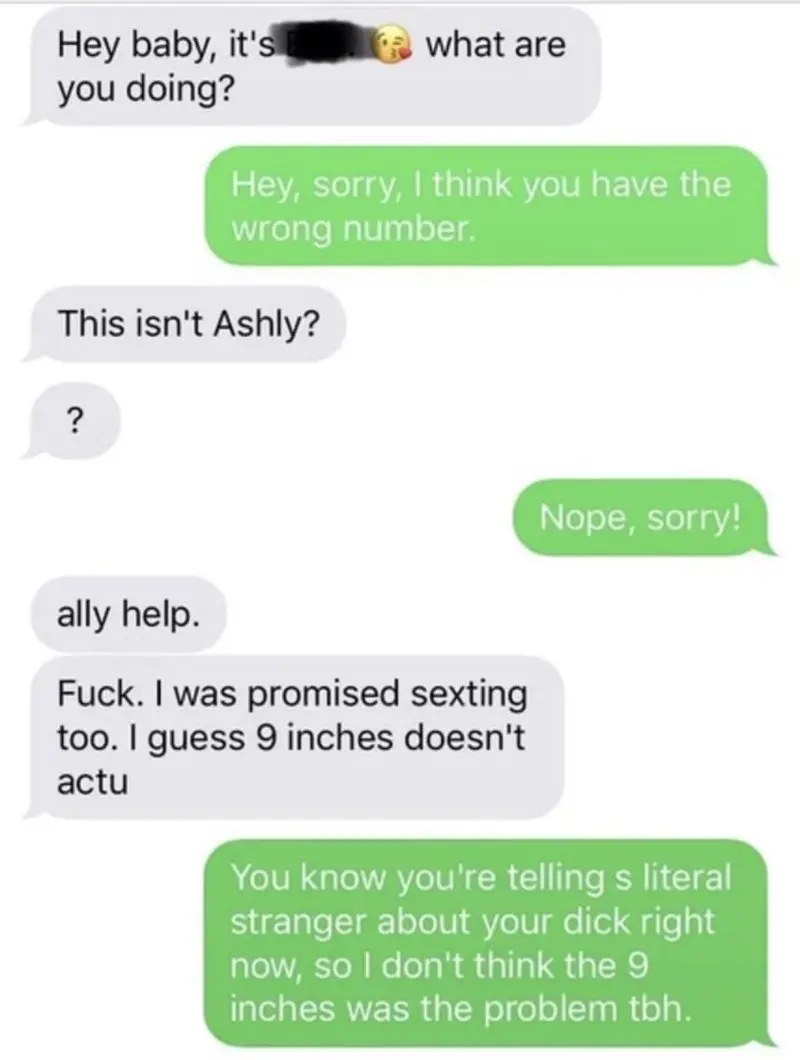 Hey baby, it's 😘 what are
you doing?
Hey, sorry, I think you have the
wrong number.
This isn't Ashly?
?
Nope, sorry!
ally help.
Fuck. I was promised sexting
too. I guess 9 inches doesn't
actu
You know you're telling s literal
stranger about your dick right
now, so I don't think the 9
inches was the problem tbh.